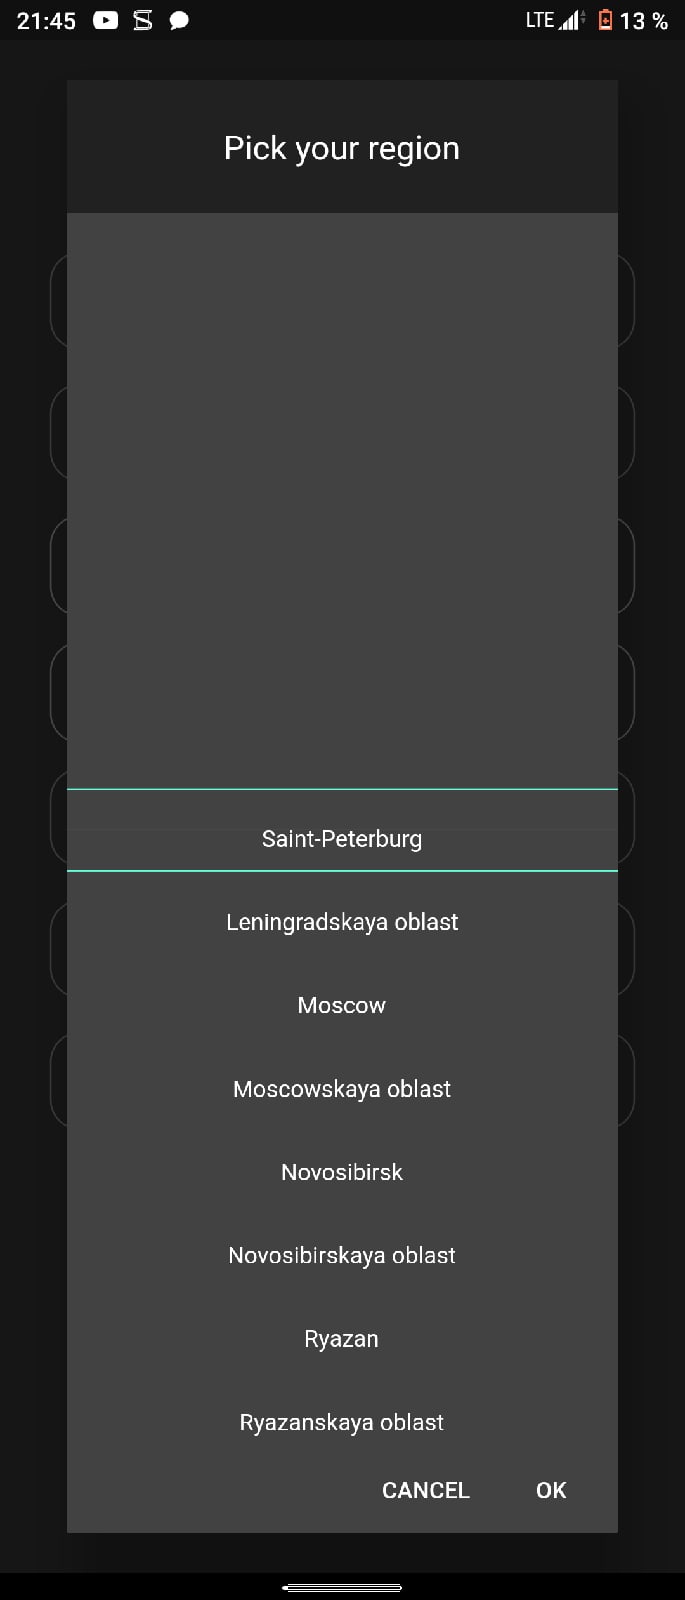 21:45 LTE 13 %
Pick your region
Saint-Peterburg
Leningradskaya oblast
Moscow
Moscowskaya oblast
Novosibirsk
Novosibirskaya oblast
Ryazan
Ryazanskaya oblast
CANCEL OK